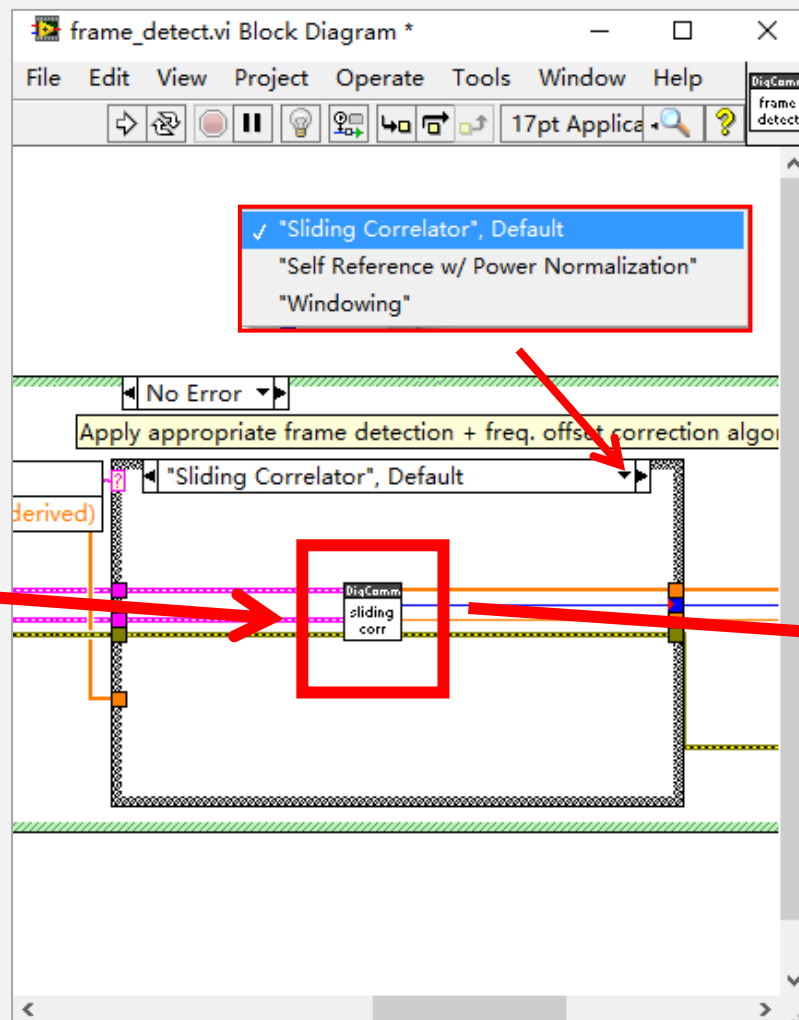 frame_detect.vi Block Diagram *
File Edit View Project Operate Tools Window Help
DigComm
frame
detect
17pt Applica
"Sliding Correlator", Default
"Self Reference w/ Power Normalization"
"Windowing"
No Error
Apply appropriate frame detection + freq. offset correction algor
"Sliding Correlator", Default
?
derived)
DigComm
sliding
corr